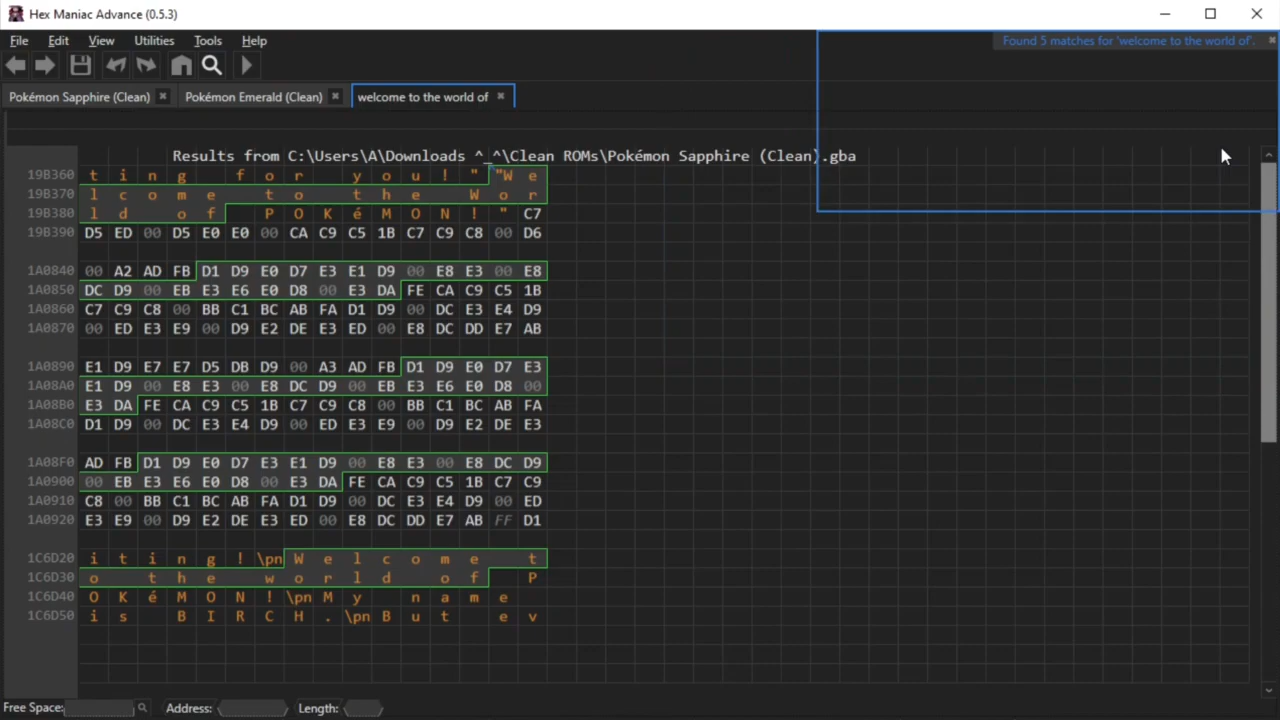 Hex Maniac Advance (0.5.3)
File Edit View Utilities Tools Help
Found 5 matches for 'welcome to the world of'.
Pokémon Sapphire (Clean) Pokémon Emerald (Clean) welcome to the world of
Results from C:\Users\A\Downloads ^_^\Clean ROMs\Pokémon Sapphire (Clean).gba
19B360 t i n g f o r y o u ! " "W e
19B370 l c o m e t o t h e W o r
19B380 l d o f P O K é M O N ! " C7
19B390 D5 ED 00 D5 E0 E0 00 CA C9 C5 1B C7 C9 C8 00 D6
1A0840 00 A2 AD FB D1 D9 E0 D7 E3 E1 D9 00 E8 E3 00 E8
1A0850 DC D9 00 EB E3 E6 E0 D8 00 E3 DA FE CA C9 C5 1B
1A0860 C7 C9 C8 00 BB C1 BC AB FA D1 D9 00 DC E3 E4 D9
1A0870 00 ED E3 E9 00 D9 E2 DE E3 ED 00 E8 DC DD E7 AB
1A0890 E1 D9 E7 E7 D5 DB D9 00 A3 AD FB D1 D9 E0 D7 E3
1A08A0 E1 D9 00 E8 E3 00 E8 DC D9 00 EB E3 E6 E0 D8 00
1A08B0 E3 DA FE CA C9 C5 1B C7 C9 C8 00 BB C1 BC AB FA
1A08C0 D1 D9 00 DC E3 E4 D9 00 ED E3 E9 00 D9 E2 DE E3
1A08F0 AD FB D1 D9 E0 D7 E3 E1 D9 00 E8 E3 00 E8 DC D9
1A0900 00 EB E3 E6 E0 D8 00 E3 DA FE CA C9 C5 1B C7 C9
1A0910 C8 00 BB C1 BC AB FA D1 D9 00 DC E3 E4 D9 00 ED
1A0920 E3 E9 00 D9 E2 DE E3 ED 00 E8 DC DD E7 AB FF D1
1C6D20 i t i n g ! \pn W e l c o m e t
1C6D30 o t h e w o r l d o f P
1C6D40 O K é M O N ! \pn M y n a m e
1C6D50 i s B I R C H . \pn B u t e v
Free Space: Address: Length: